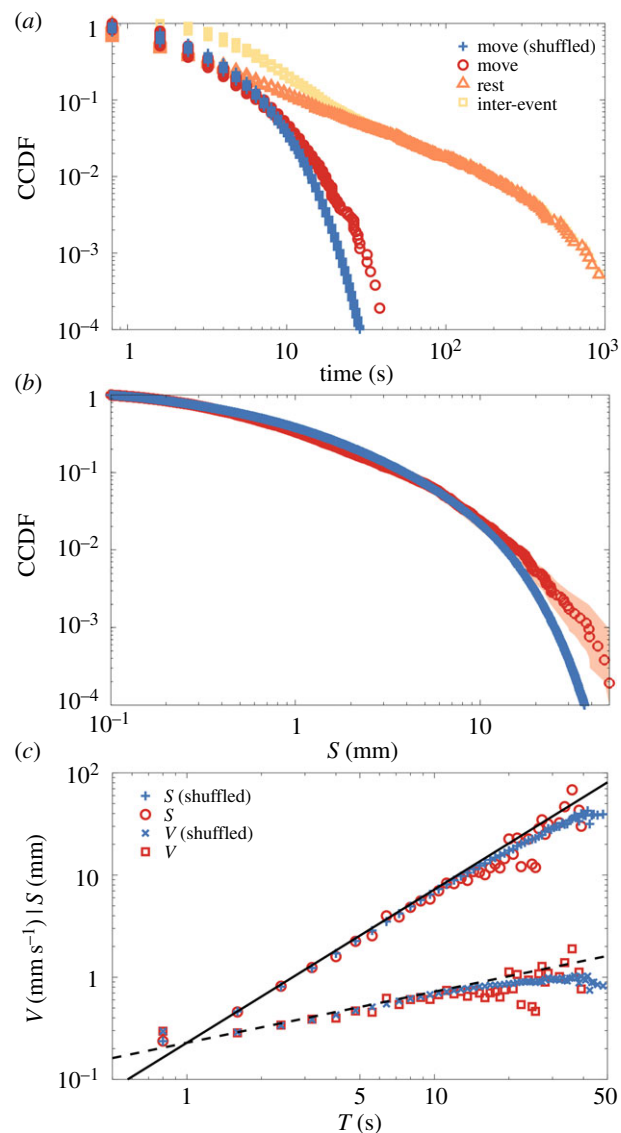 (a)
1
10⁻¹
10⁻²
10⁻³
10⁻⁴
CCDF
move (shuffled)
move
rest
inter-event
1
10
10²
10³
time (s)
(b)
1
10⁻¹
10⁻²
10⁻³
10⁻⁴
CCDF
10⁻¹
1
10
S (mm)
(c)
10²
10
1
10⁻¹
V (mm s⁻¹) | S (mm)
S (shuffled)
S
V (shuffled)
V
1
5
10
50
T (s)